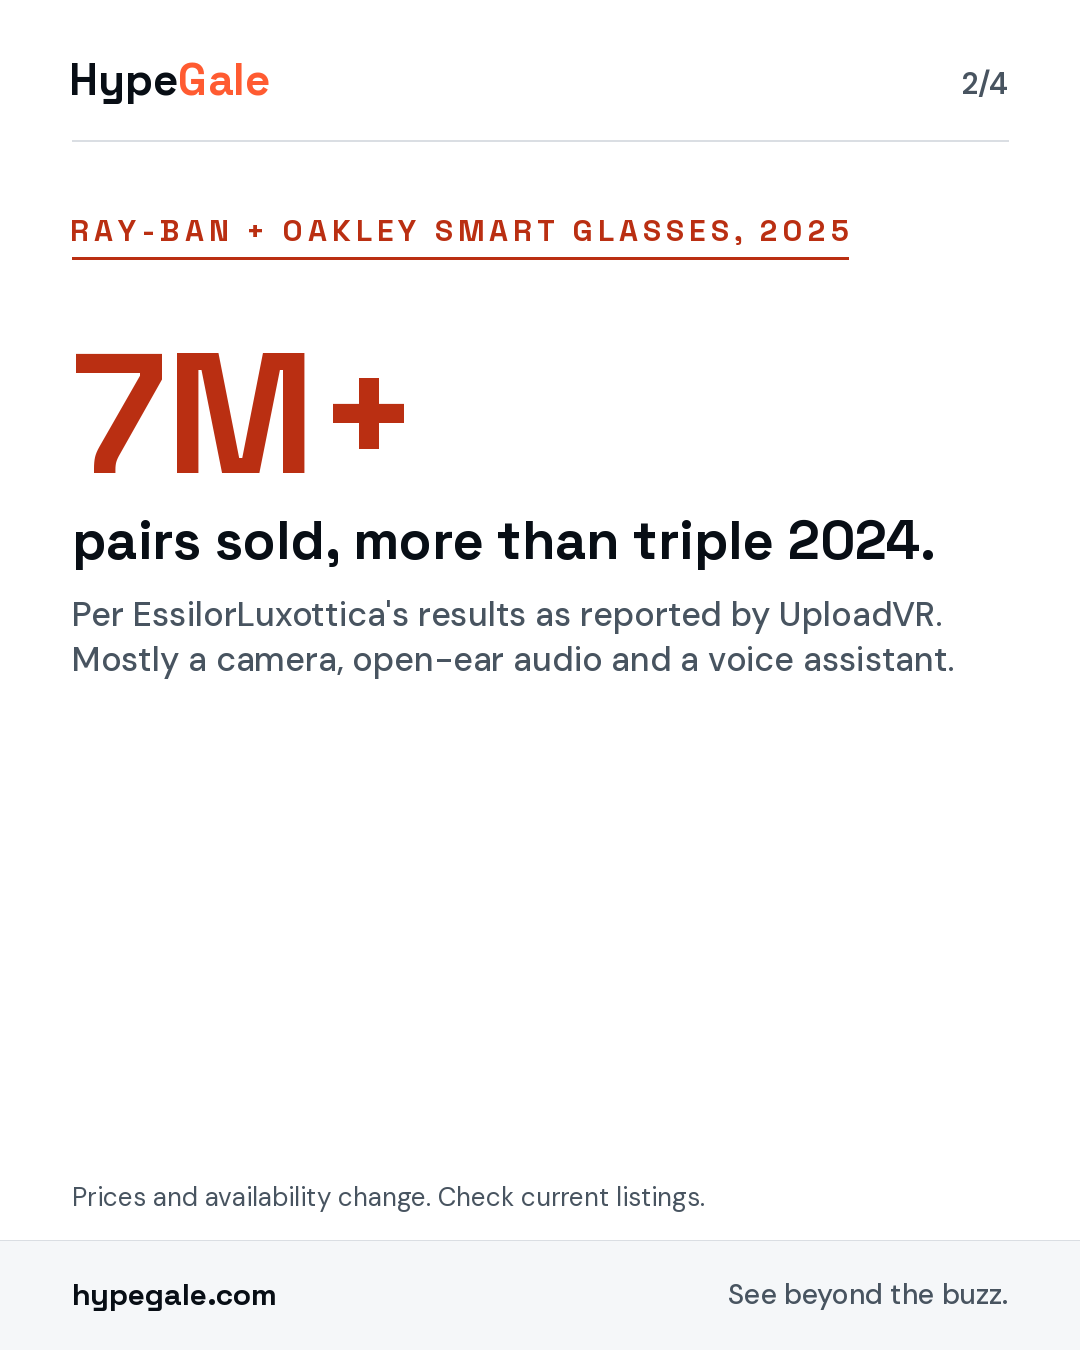 HypeGale
2/4
RAY-BAN + OAKLEY SMART GLASSES, 2025
7M+
pairs sold, more than triple 2024.
Per EssilorLuxottica's results as reported by UploadVR.
Mostly a camera, open-ear audio and a voice assistant.
Prices and availability change. Check current listings.
hypegale.com
See beyond the buzz.